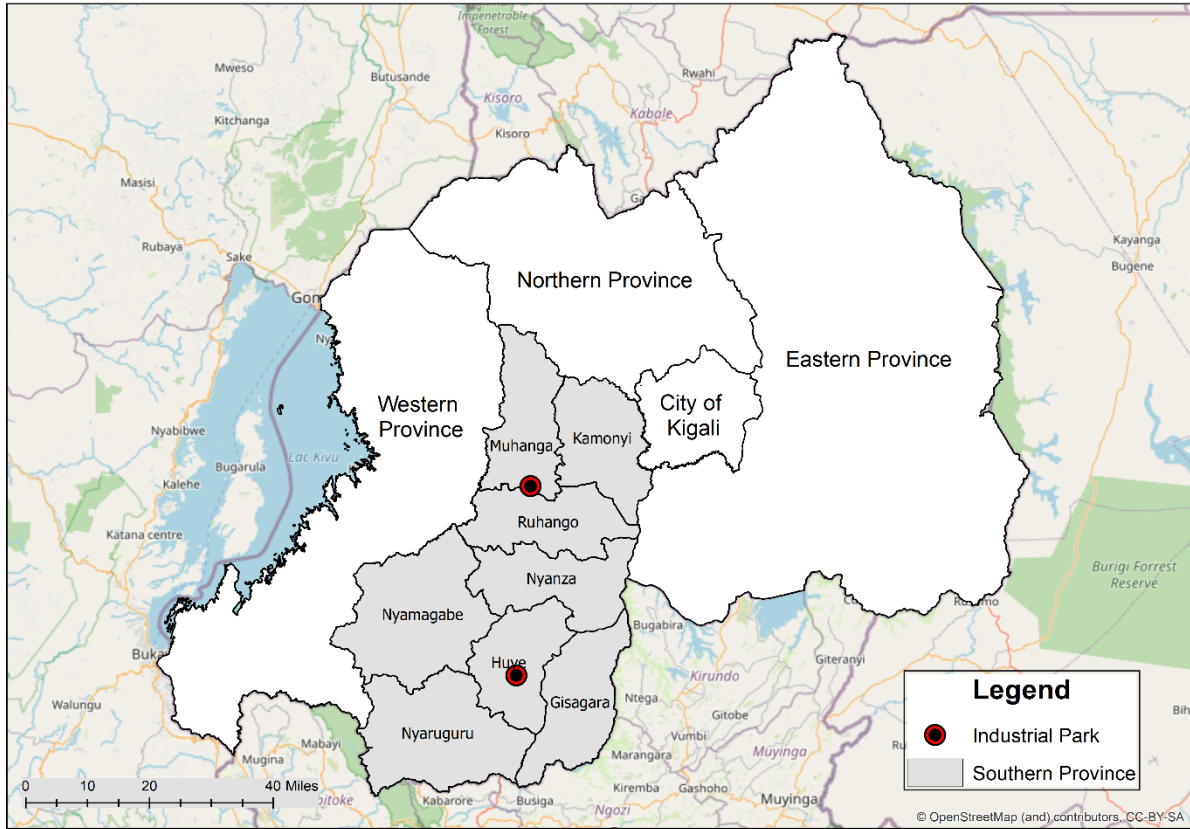 Impenetrable
Forest
Mweso
Butusande
Rwahi
Kitchanga
Kisoro
Kabale
Kisoro
Masisi
Rubaya
Sake
Kayanga
Bugene
Gom
Northern Province
Eastern Province
Western
Province
City of
Kigali
Muhanga
Kamonyi
Nyabibwe
Bugarula
Lac Kivu
Kalehe
Katana centre
Ruhango
Nyanza
Nyamagabe
Burigi Forrest
Reserve
Bugabira
Buka
Huye
Giteranyi
Kirundo
Gisagara
Ntega
Gitobe
Walungu
Nyaruguru
Vumbi
Mabayi
Marangara
Muyinga
Mugina
Kiremba
Gashoho
Kabarore
Busiga
Ngozi
Muyinga
Legend
Industrial Park
Southern Province
0 10 20 40 Miles
© OpenStreetMap (and) contributors, CC-BY-SA